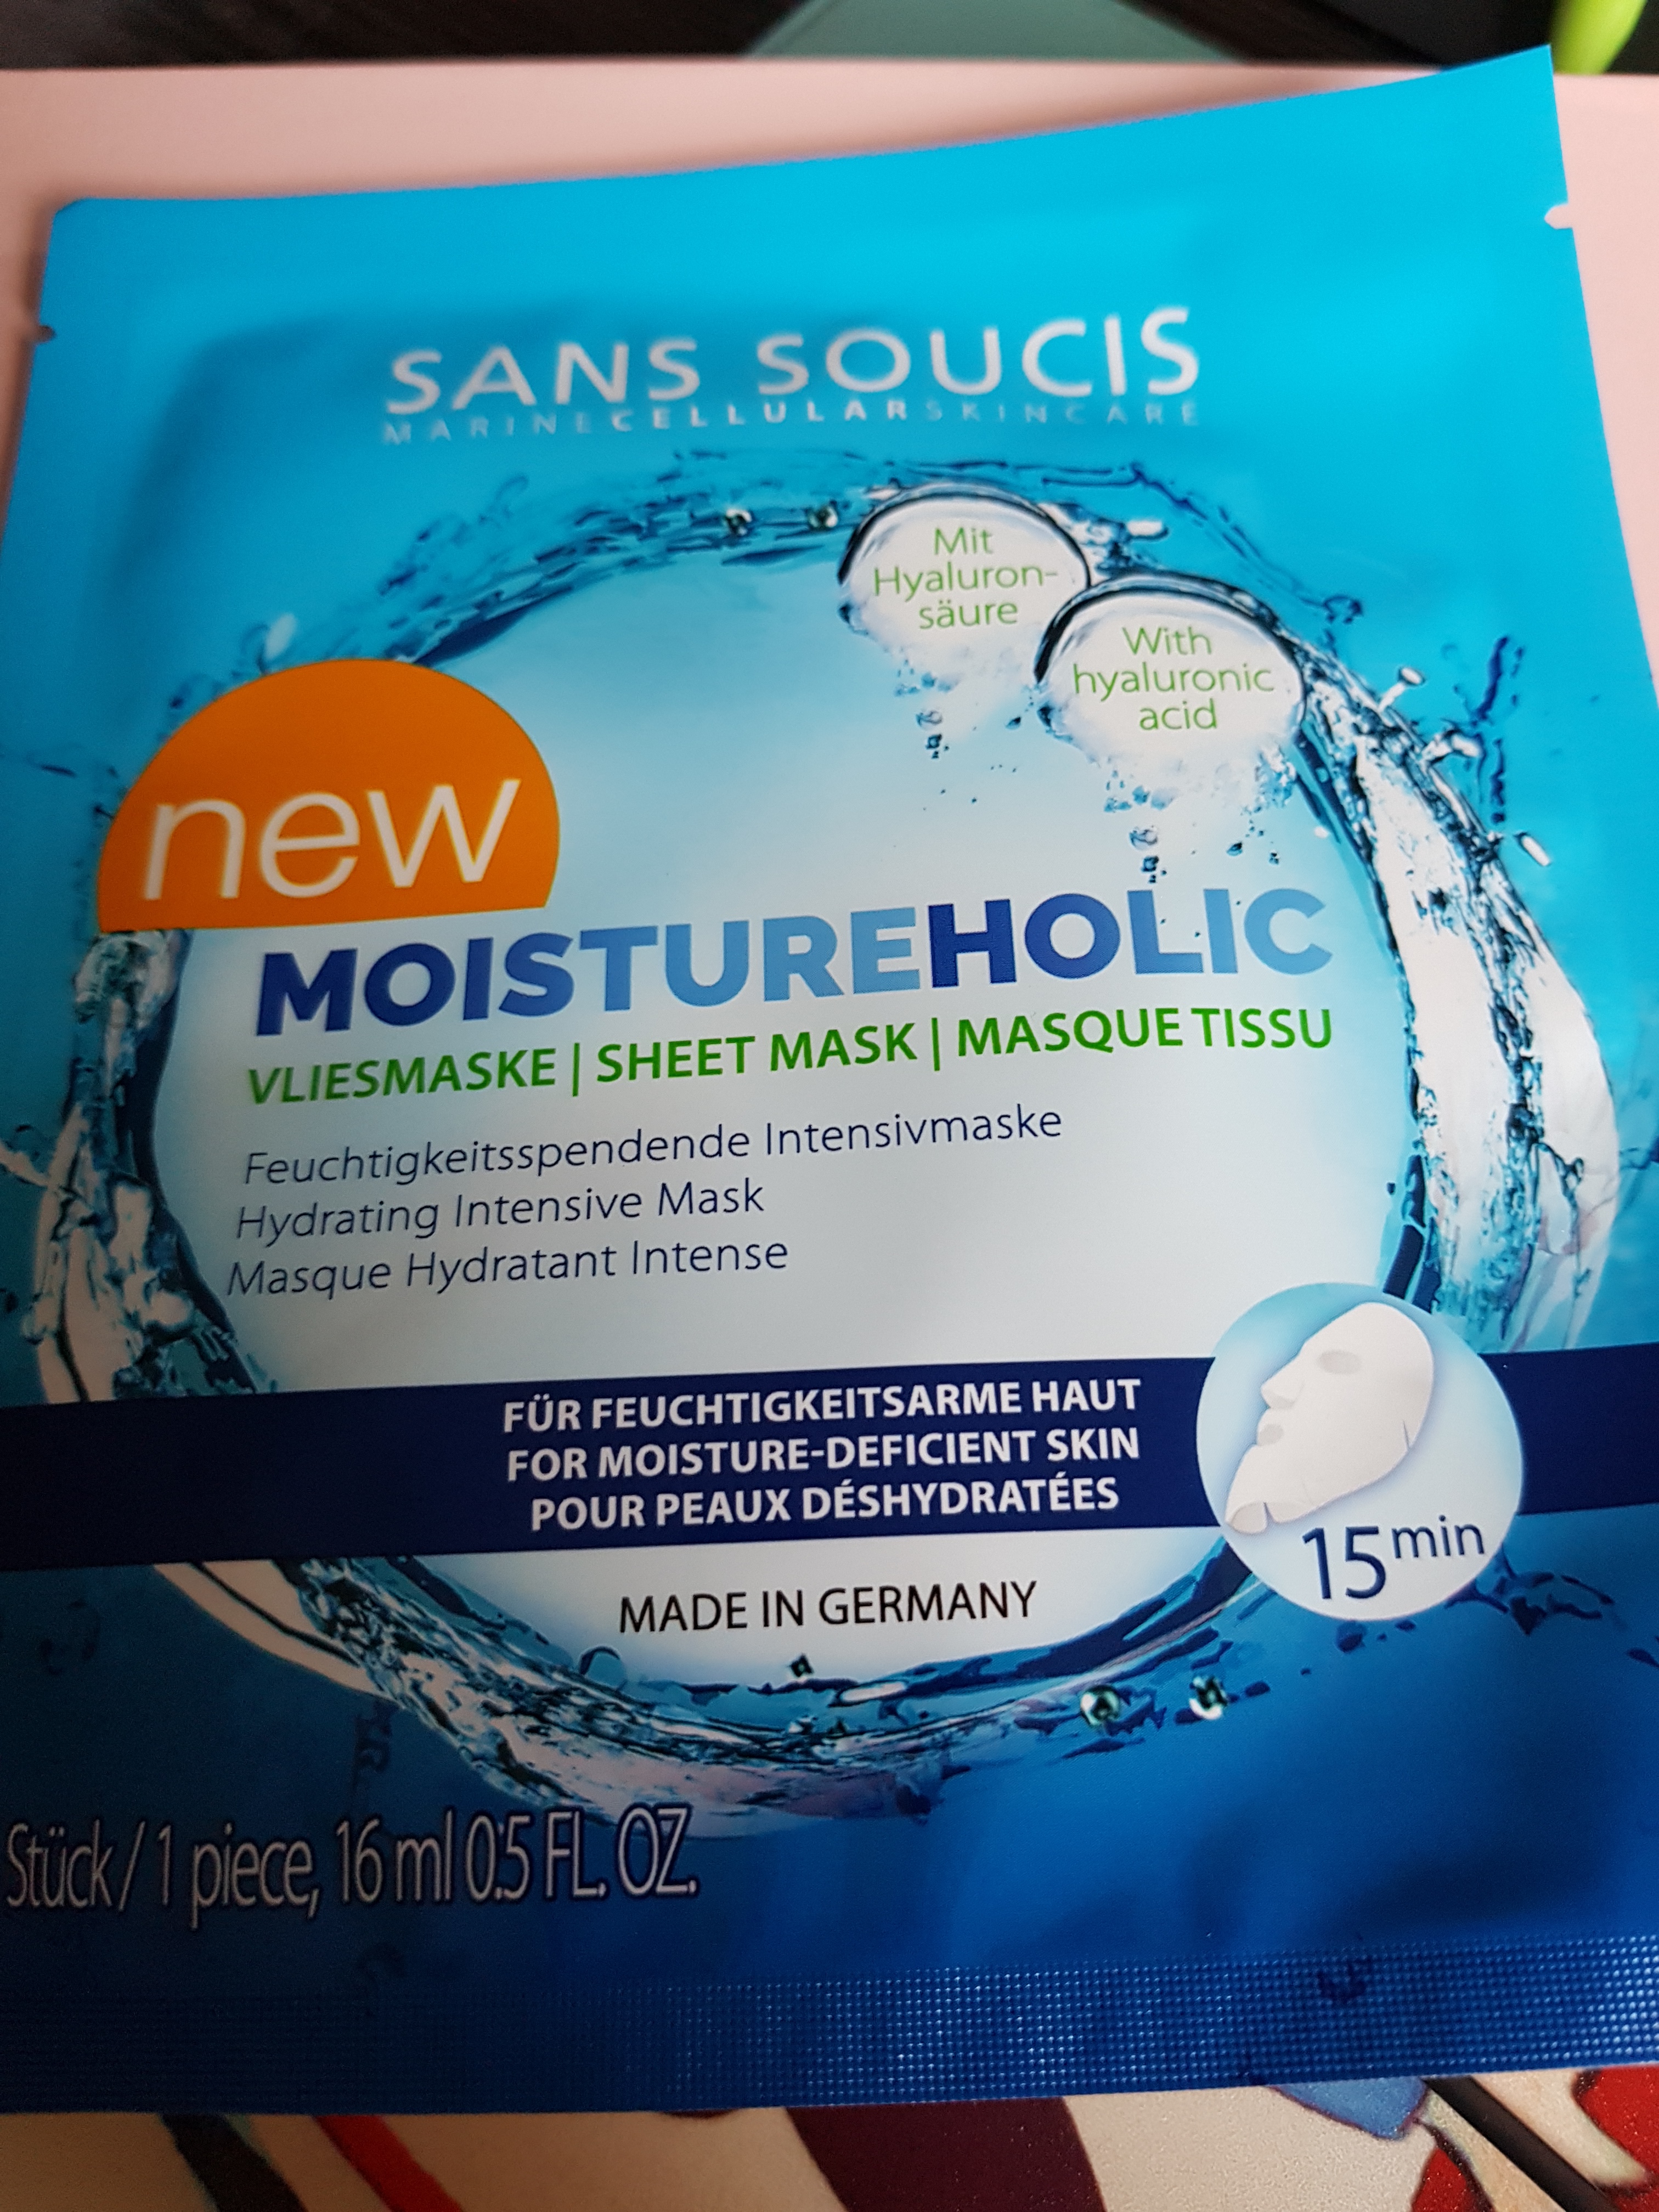 SANS SOUCIS
MARINECELLULARSKINCARE
Mit
Hyaluron-
säure
With
hyaluronic
acid
new
MOISTUREHOLIC
VLIESMASKE | SHEET MASK | MASQUE TISSU
Feuchtigkeitsspendende Intensivmaske
Hydrating Intensive Mask
Masque Hydratant Intense
FÜR FEUCHTIGKEITSARME HAUT
FOR MOISTURE-DEFICIENT SKIN
POUR PEAUX DÉSHYDRATÉES
15 min
MADE IN GERMANY
Stück / 1 piece, 16 ml 0.5 FL. OZ.